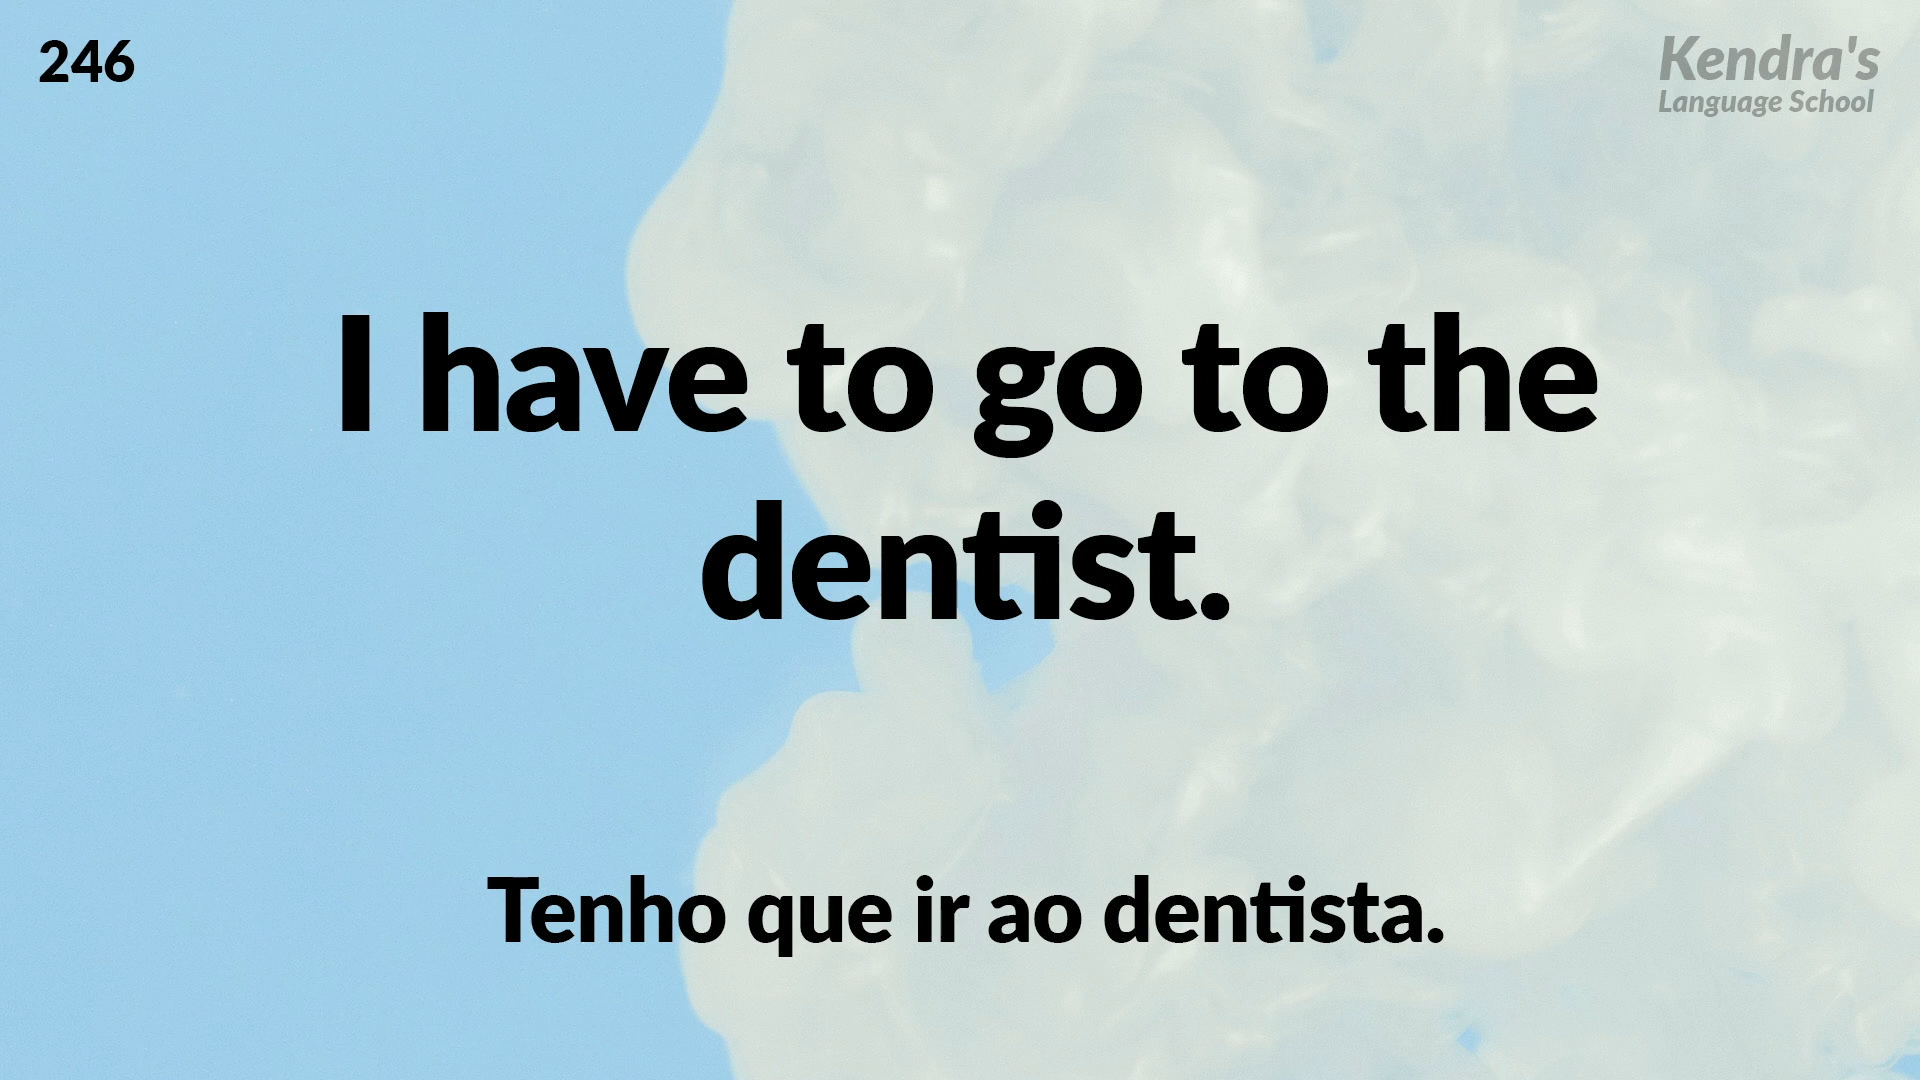 246
Kendra's
Language School
I have to go to the
dentist.
Tenho que ir ao dentista.